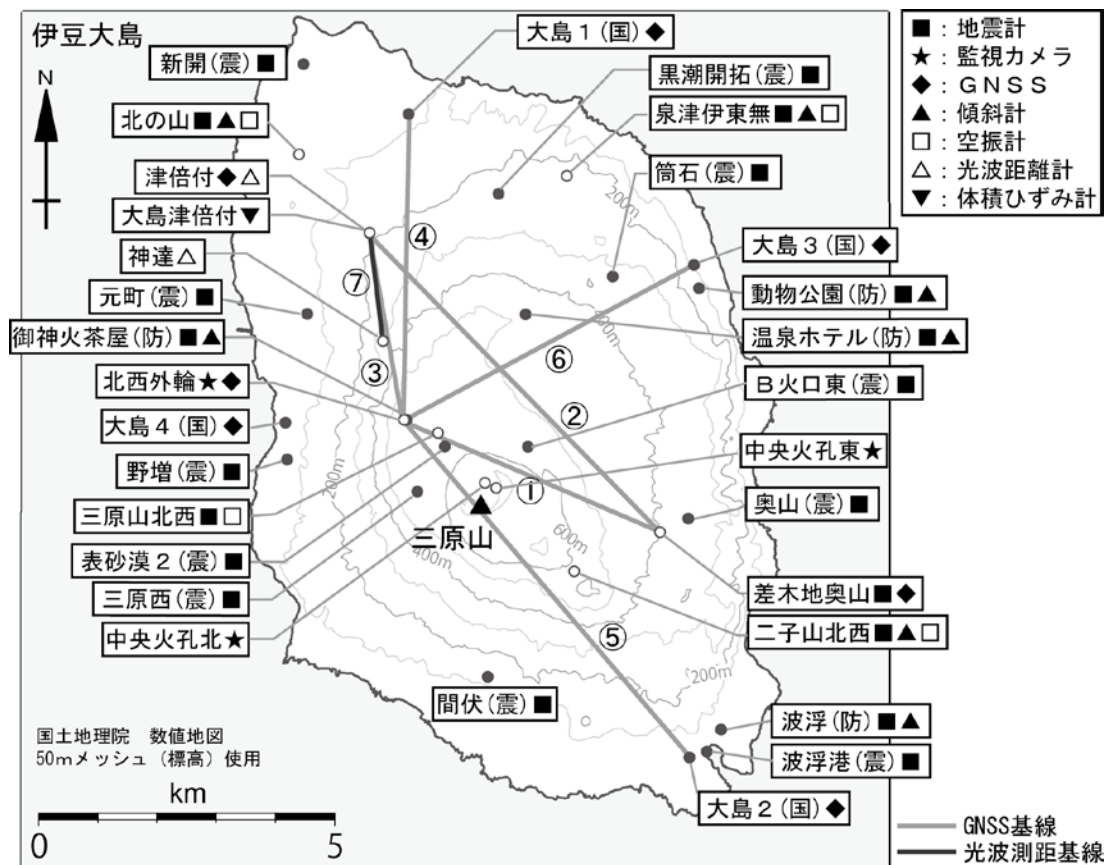 伊豆大島
N
大島1(国)◆
新開(震)■
黒潮開拓(震)■
北の山■▲□
泉津伊東無■▲□
津倍付◆△
筒石(震)■
大島津倍付▼
大島3(国)◆
神達△
動物公園(防)■▲
元町(震)■
温泉ホテル(防)■▲
御神火茶屋(防)■▲
B火口東(震)■
北西外輪★◆
中央火孔東★
大島4(国)◆
野増(震)■
奥山(震)■
三原山北西■□
三原山
表砂漠2(震)■
差木地奥山■◆
三原西(震)■
二子山北西■▲□
中央火孔北★
間伏(震)■
波浮(防)■▲
波浮港(震)■
大島2(国)◆
①
②
③
④
⑤
⑥
⑦
200m
200m
400m
600m
200m
国土地理院 数値地図
50mメッシュ(標高)使用
km
0 5
■:地震計
★:監視カメラ
◆:GNSS
▲:傾斜計
□:空振計
△:光波距離計
▼:体積ひずみ計
GNSS基線
光波測距基線